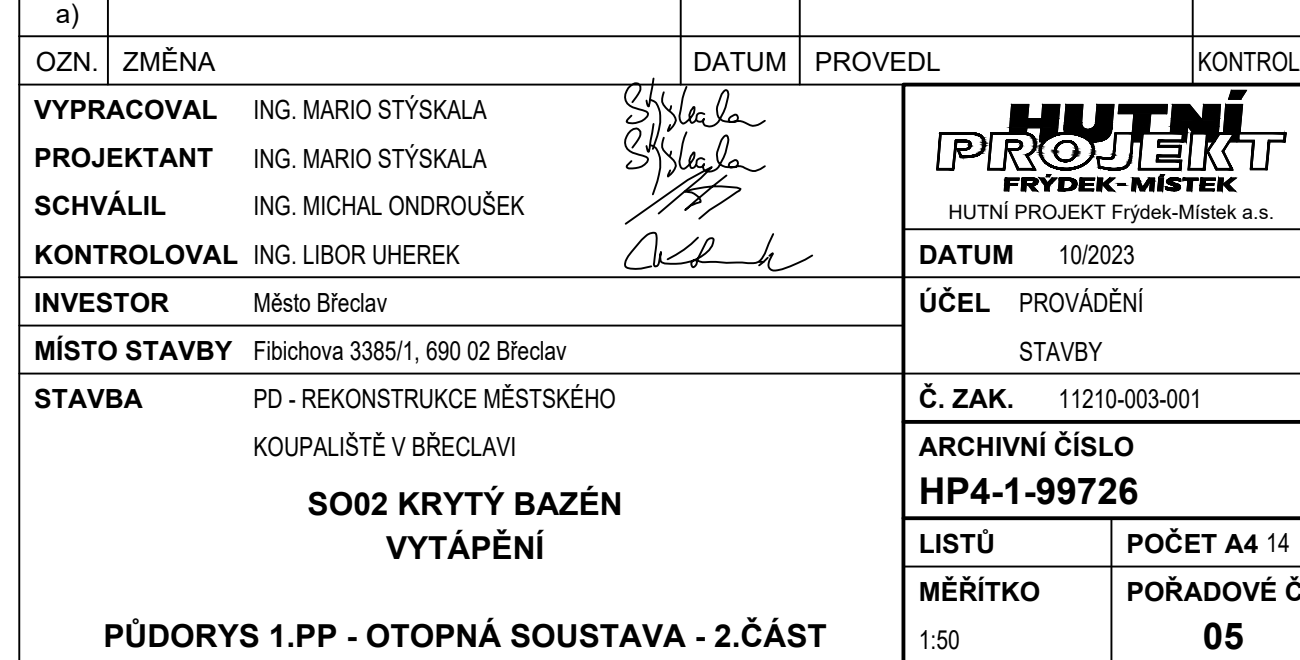 a)
OZN. ZMĚNA DATUM PROVEDL KONTROL
VYPRACOVAL ING. MARIO STÝSKALA
PROJEKTANT ING. MARIO STÝSKALA
SCHVÁLIL ING. MICHAL ONDROUŠEK
KONTROLOVAL ING. LIBOR UHEREK
HUTNÍ
PROJEKT
FRÝDEK-MÍSTEK
HUTNÍ PROJEKT Frýdek-Místek a.s.
DATUM 10/2023
INVESTOR Město Břeclav
ÚČEL PROVÁDĚNÍ
STAVBY
MÍSTO STAVBY Fibichova 3385/1, 690 02 Břeclav
STAVBA PD - REKONSTRUKCE MĚSTSKÉHO
KOUPALIŠTĚ V BŘECLAVI
Č. ZAK. 11210-003-001
ARCHIVNÍ ČÍSLO
HP4-1-99726
SO02 KRYTÝ BAZÉN
VYTÁPĚNÍ
LISTŮ POČET A4 14
MĚŘÍTKO POŘADOVÉ Č
1:50 05
PŮDORYS 1.PP - OTOPNÁ SOUSTAVA - 2.ČÁST